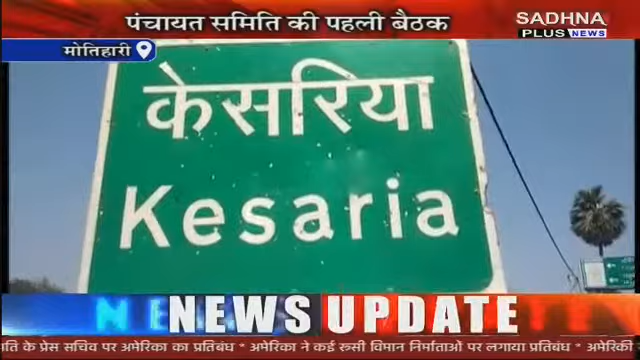 पंचायत समिति की पहली बैठक
SADHNA
PLUS NEWS
मोतिहारी
केसरिया
Kesaria
NEWS UPDATE
के प्रेस सचिव पर अमेरिका का प्रतिबंध * अमेरिका ने कई रूसी विमान निर्माताओं पर लगाया प्रतिबंध * अमेरिकी